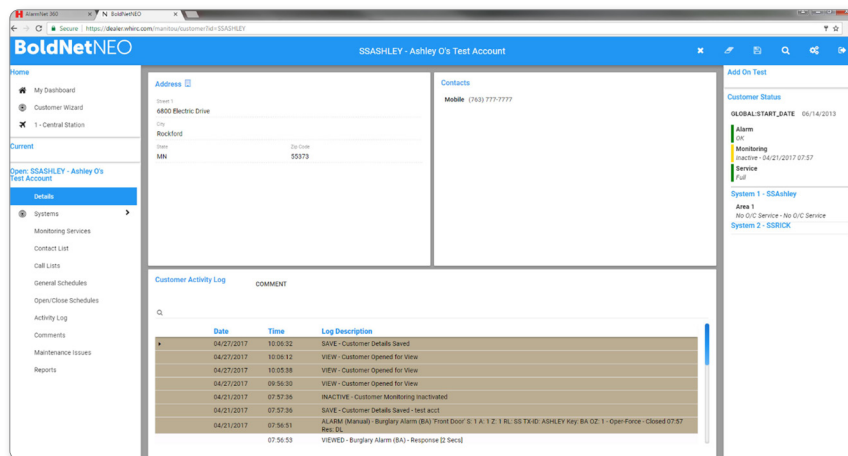 AlarmNet 360
BoldNetNEO
Secure | https://dealer.whirc.com/manitou/customer?id=SSASHLEY
BoldNetNEO
SSASHLEY - Ashley O's Test Account
Home
My Dashboard
Customer Wizard
1 - Central Station
Current
Open: SSASHLEY - Ashley O's
Test Account
Details
Systems
Monitoring Services
Contact List
Call Lists
General Schedules
Open/Close Schedules
Activity Log
Comments
Maintenance Issues
Reports
Address
Street 1
6800 Electric Drive
City
Rockford
State Zip Code
MN 55373
Contacts
Mobile (763) 777-7777
Customer Activity Log COMMENT
Date Time Log Description
04/27/2017 10:06:32 SAVE - Customer Details Saved
04/27/2017 10:06:12 VIEW - Customer Opened for View
04/27/2017 10:05:38 VIEW - Customer Opened for View
04/27/2017 09:56:30 VIEW - Customer Opened for View
04/21/2017 07:57:36 INACTIVE - Customer Monitoring Inactivated
04/21/2017 07:57:36 SAVE - Customer Details Saved - test acct
04/21/2017 07:56:51 ALARM (Manual) - Burglary Alarm (BA) 'Front Door' S: 1 A: 1 Z: 1 RL: SS TX-ID: ASHLEY Key: BA OZ: 1 - Oper-Force - Closed 07:57
Res: DL
07:56:53 VIEWED - Burglary Alarm (BA) - Response [2 Secs]
Add On Test
Customer Status
GLOBAL:START_DATE 06/14/2013
Alarm
OK
Monitoring
Inactive - 04/21/2017 07:57
Service
Full
System 1 - SSAshley
Area 1
No O/C Service - No O/C Service
System 2 - SSRICK